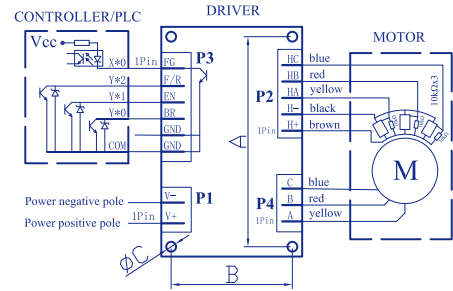 CONTROLLER/PLC
DRIVER
MOTOR
Vcc
X*0 1Pin FG P3
Y*2 F/R
Y*1 EN
Y*0 BR
GND
COM GND
HC blue
HB red
HA yellow
P2
H- black
1Pin H+ brown
10kΩx3
A
M
Power negative pole V- P1
Power positive pole 1Pin V+
C blue
P4 B red
1Pin A yellow
ØC
B